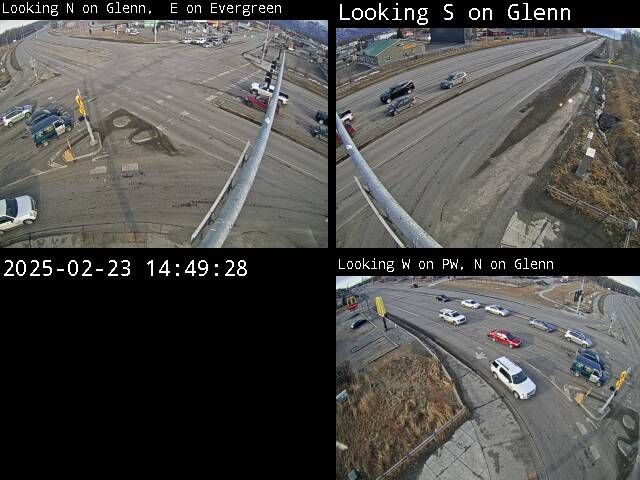 Looking N on Glenn,  E on Evergreen
Looking S on Glenn
2025-02-23 14:49:28
Looking W on PW, N on Glenn